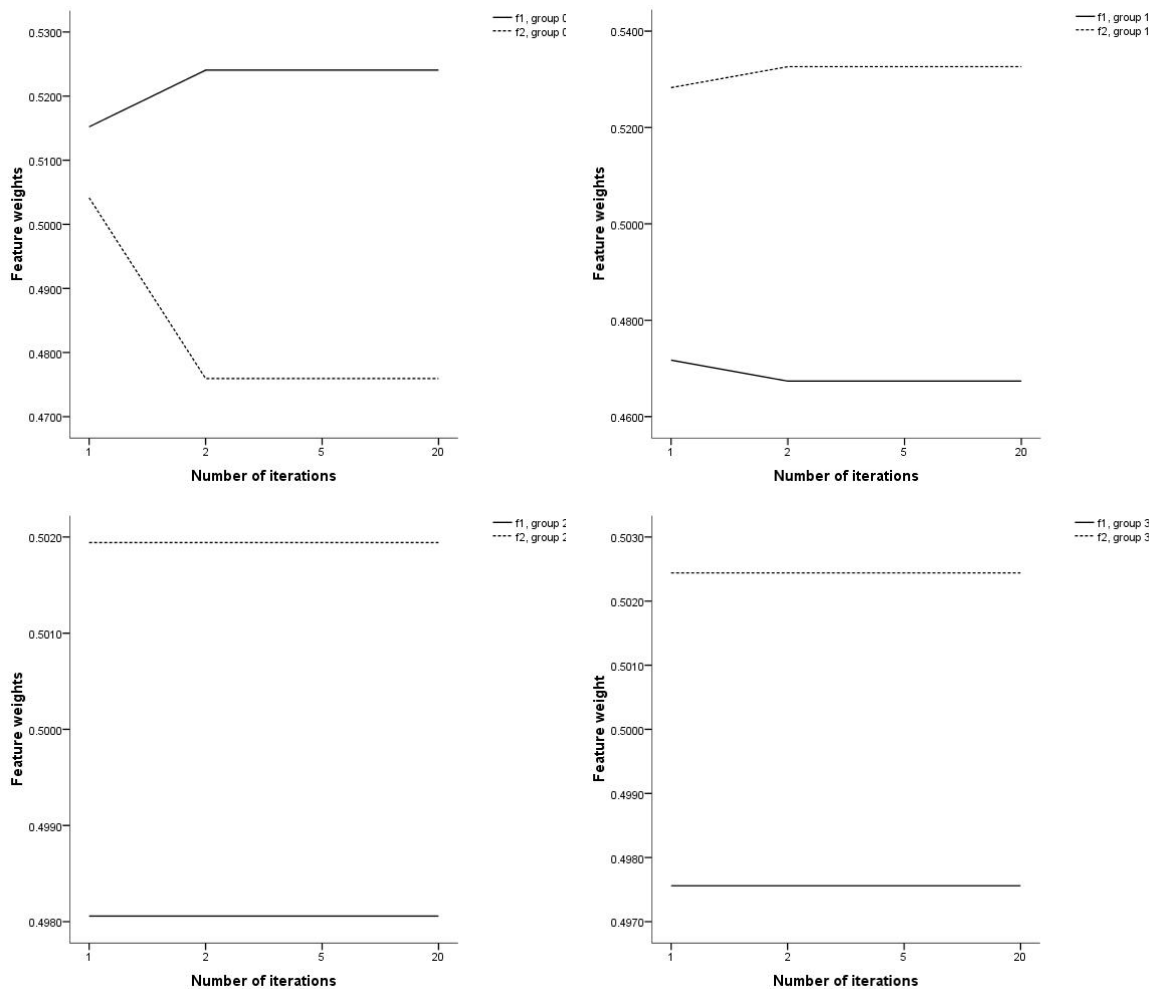 f1, group 0
f2, group 0
0.5300
0.5200
0.5100
0.5000
0.4900
0.4800
0.4700
Feature weights
1 2 5 20
Number of iterations
f1, group 1
f2, group 1
0.5400
0.5200
0.5000
0.4800
0.4600
Feature weights
1 2 5 20
Number of iterations
f1, group 2
f2, group 2
0.5020
0.5010
0.5000
0.4990
0.4980
Feature weights
1 2 5 20
Number of iterations
f1, group 3
f2, group 3
0.5030
0.5020
0.5010
0.5000
0.4990
0.4980
0.4970
Feature weight
1 2 5 20
Number of iterations